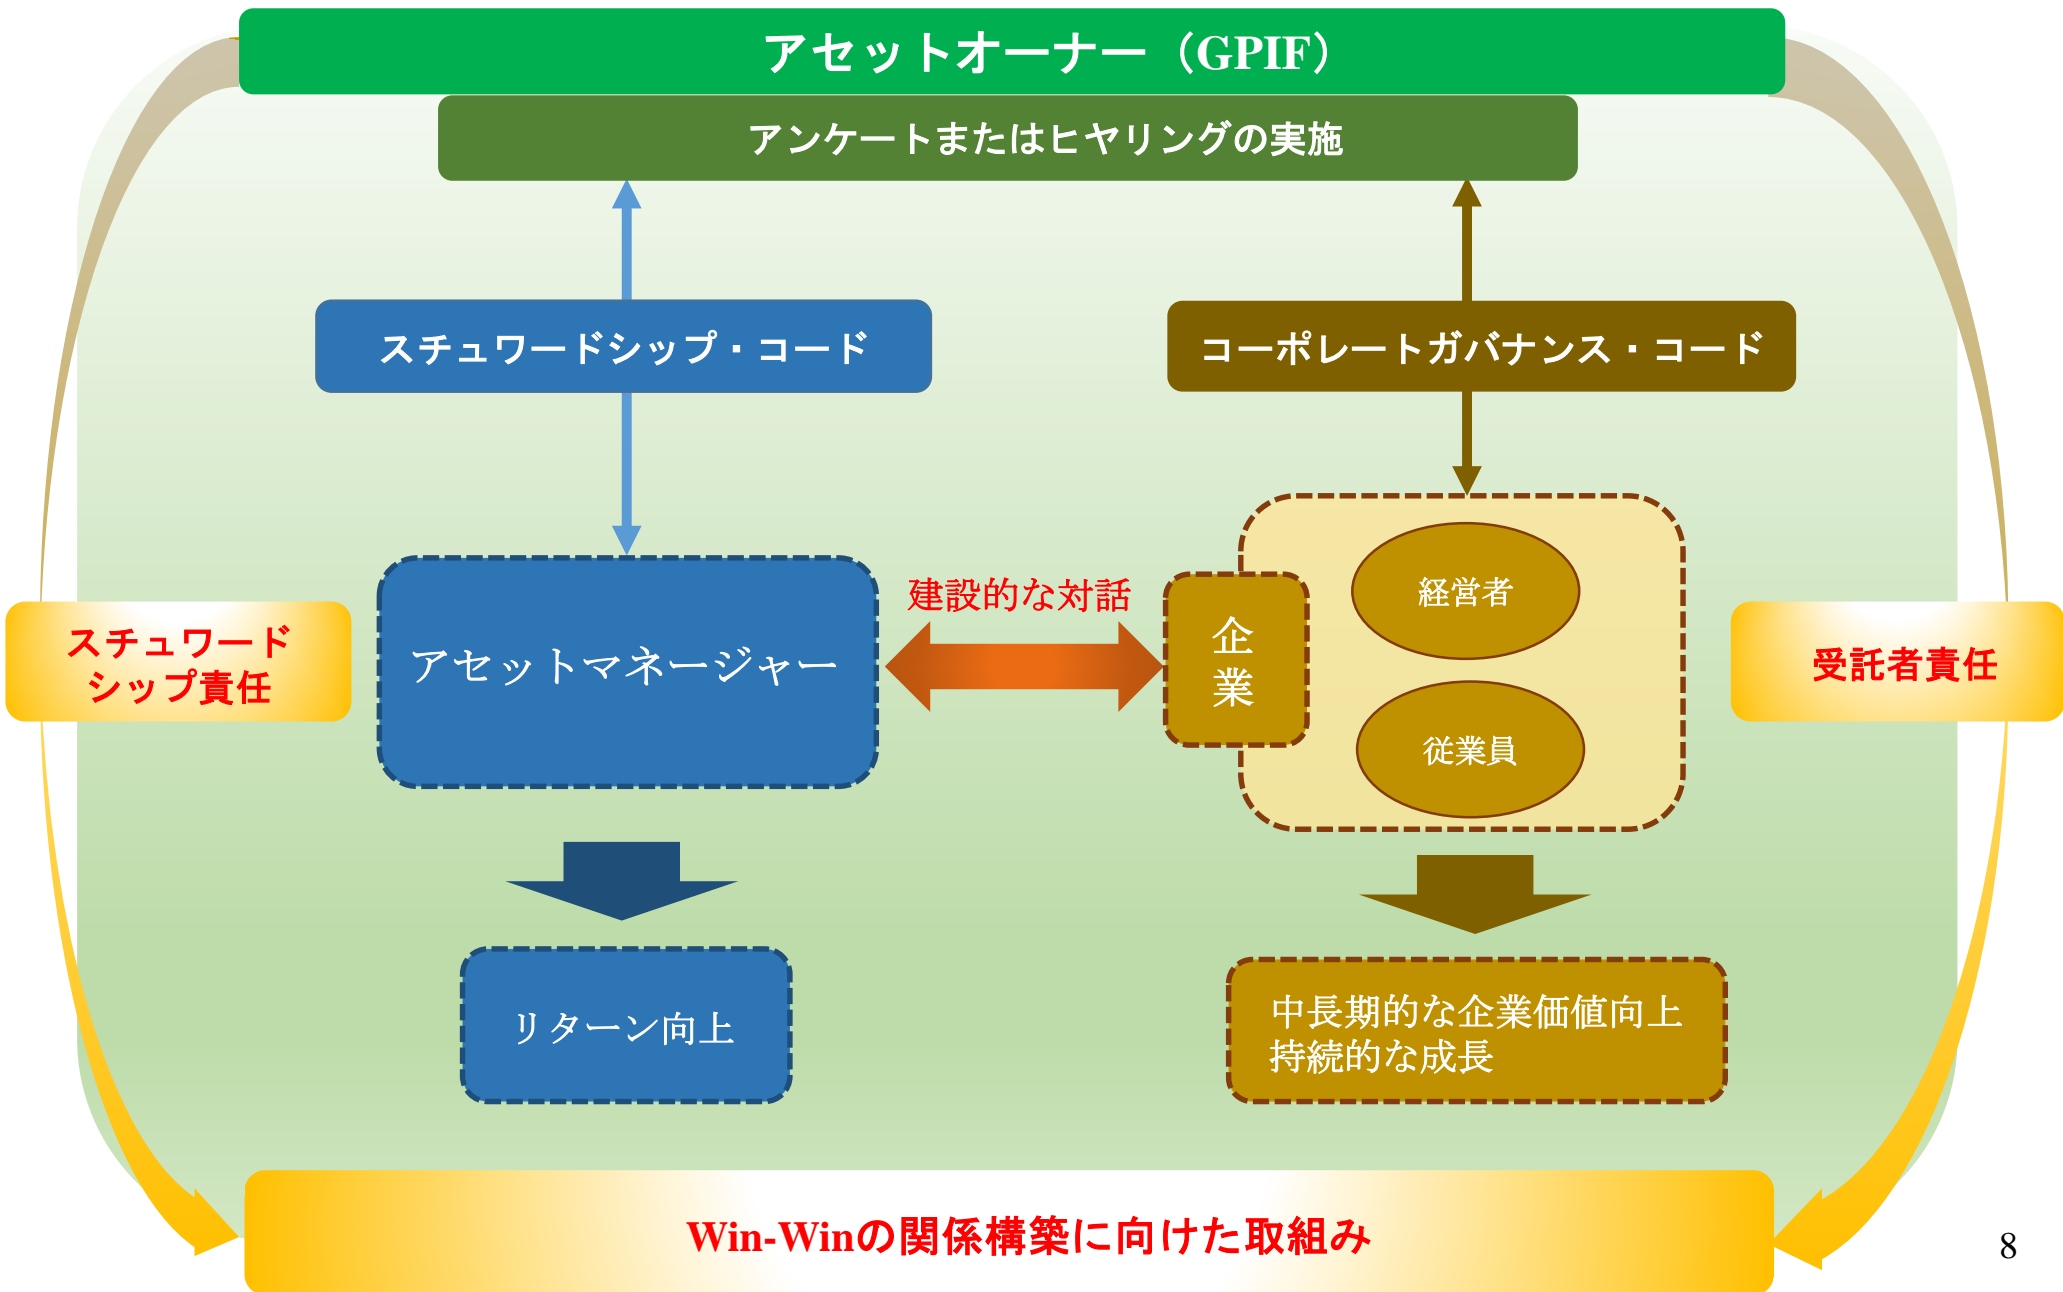 アセットオーナー（GPIF）
アンケートまたはヒヤリングの実施
スチュワードシップ・コード
コーポレートガバナンス・コード
スチュワード
シップ責任
アセットマネージャー
建設的な対話
企
業
経営者
従業員
受託者責任
リターン向上
中長期的な企業価値向上
持続的な成長
Win-Winの関係構築に向けた取組み
8